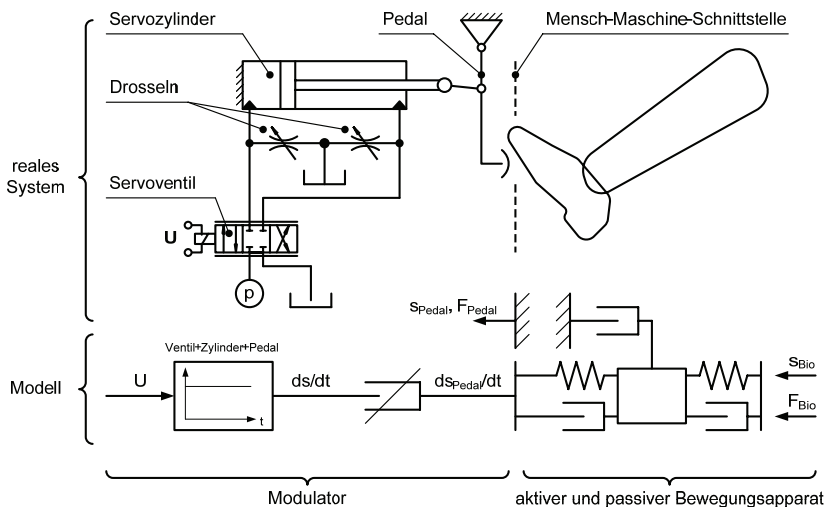 Servozylinder
Pedal
Mensch-Maschine-Schnittstelle
Drosseln
reales
System
Servoventil
U
p
sPedal, FPedal
Ventil+Zylinder+Pedal
Modell
U
t
ds/dt
dsPedal/dt
sBio
FBio
Modulator
aktiver und passiver Bewegungsapparat